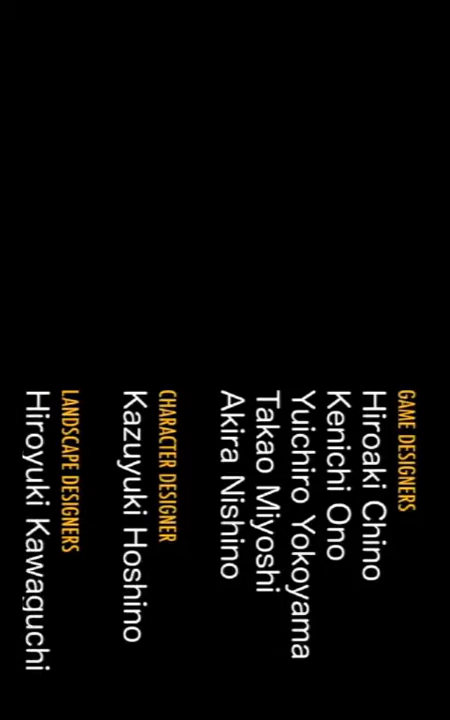 GAME DESIGNERS
Hiroaki Chino
Kenichi Ono
Yuichiro Yokoyama
Takao Miyoshi
Akira Nishino
CHARACTER DESIGNER
Kazuyuki Hoshino
LANDSCAPE DESIGNERS
Hiroyuki Kawaguchi